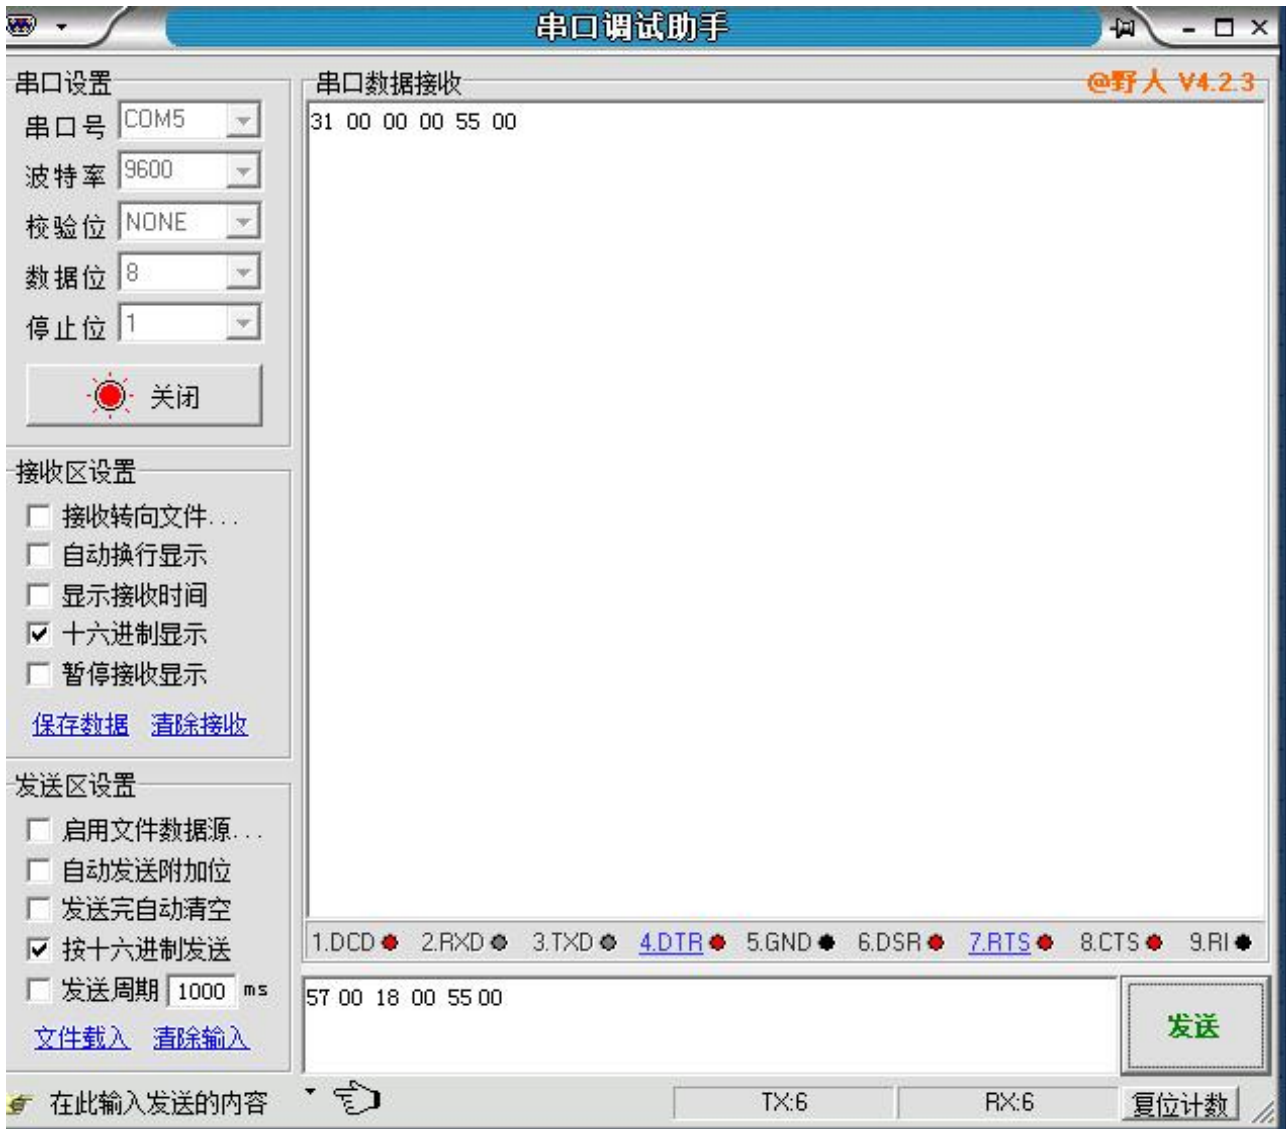 串口调试助手
串口设置
串口数据接收
@野人 V4.2.3
串口号 COM5
31 00 00 00 55 00
波特率 9600
校验位 NONE
数据位 8
停止位 1
关闭
接收区设置
接收转向文件...
自动换行显示
显示接收时间
十六进制显示
暂停接收显示
保存数据 清除接收
发送区设置
启用文件数据源...
自动发送附加位
发送完自动清空
按十六进制发送
发送周期 1000 ms
文件载入 清除输入
1.DCD 2.RXD 3.TXD 4.DTR 5.GND 6.DSR 7.RTS 8.CTS 9.RI
57 00 18 00 55 00
发送
在此输入发送的内容
TX:6
RX:6
复位计数